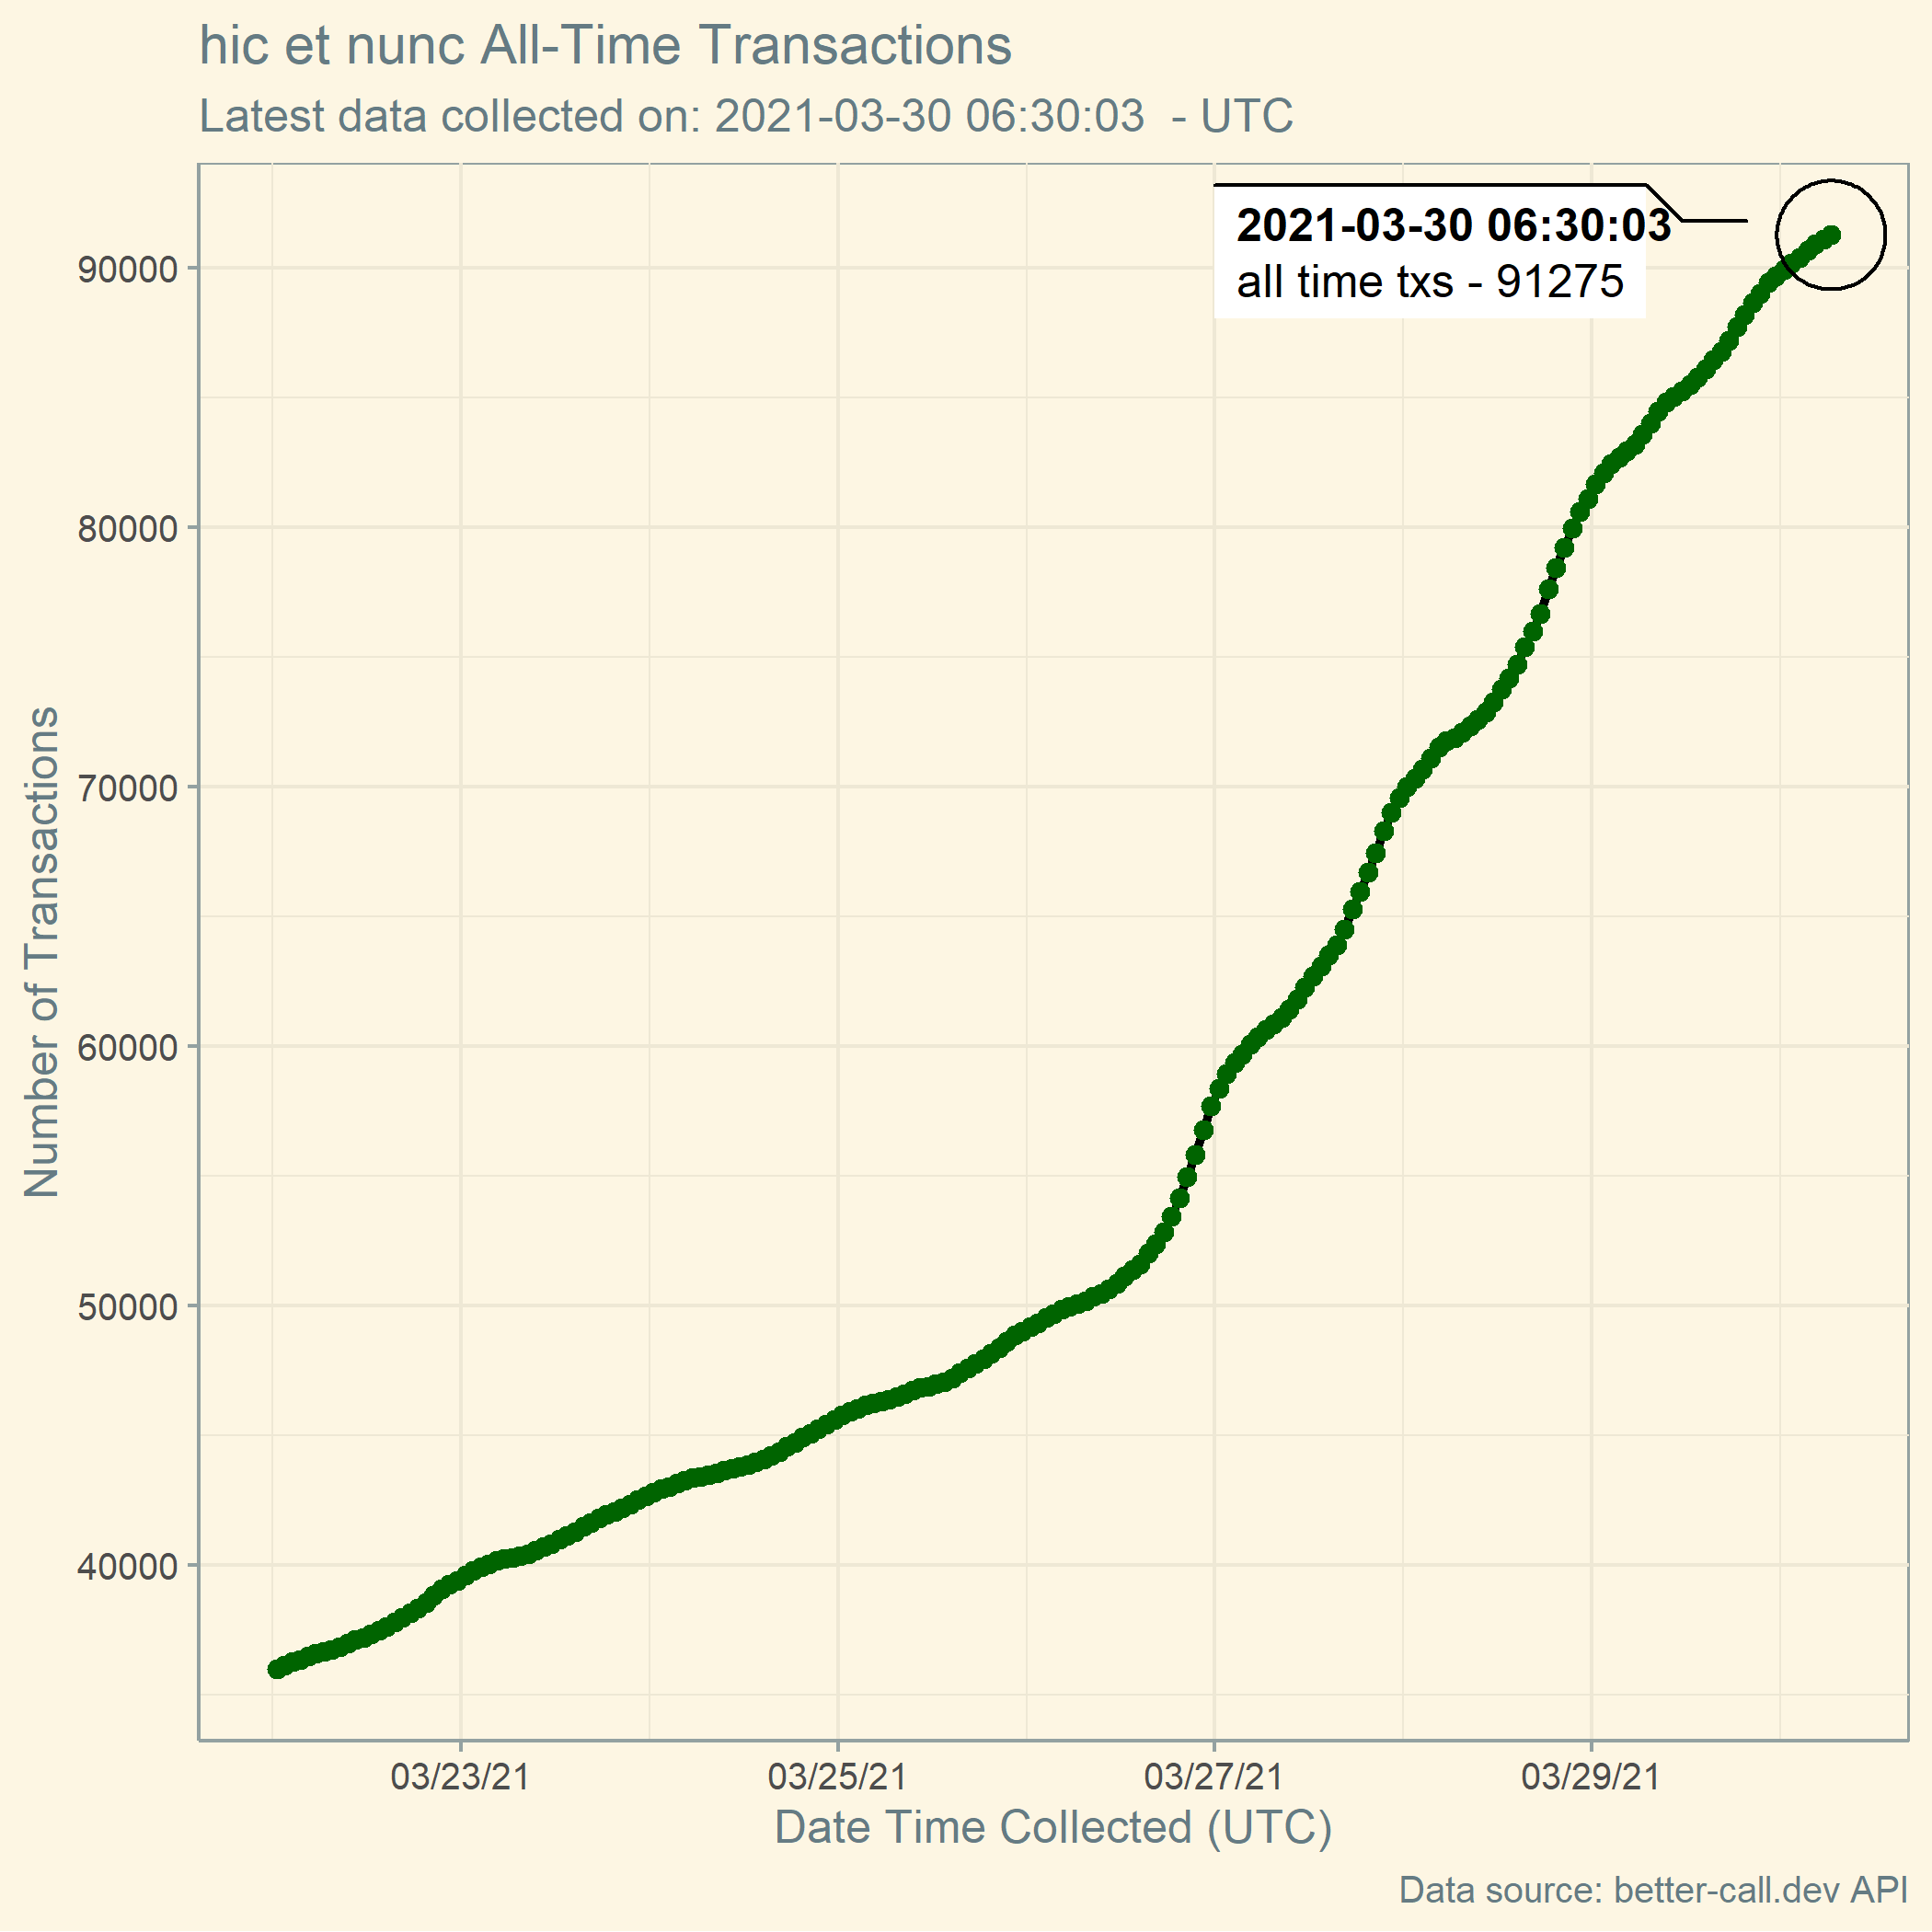 hic et nunc All-Time Transactions
Latest data collected on: 2021-03-30 06:30:03  - UTC
2021-03-30 06:30:03
all time txs - 91275
90000
80000
70000
60000
50000
40000
Number of Transactions
03/23/21 03/25/21 03/27/21 03/29/21
Date Time Collected (UTC)
Data source: better-call.dev API